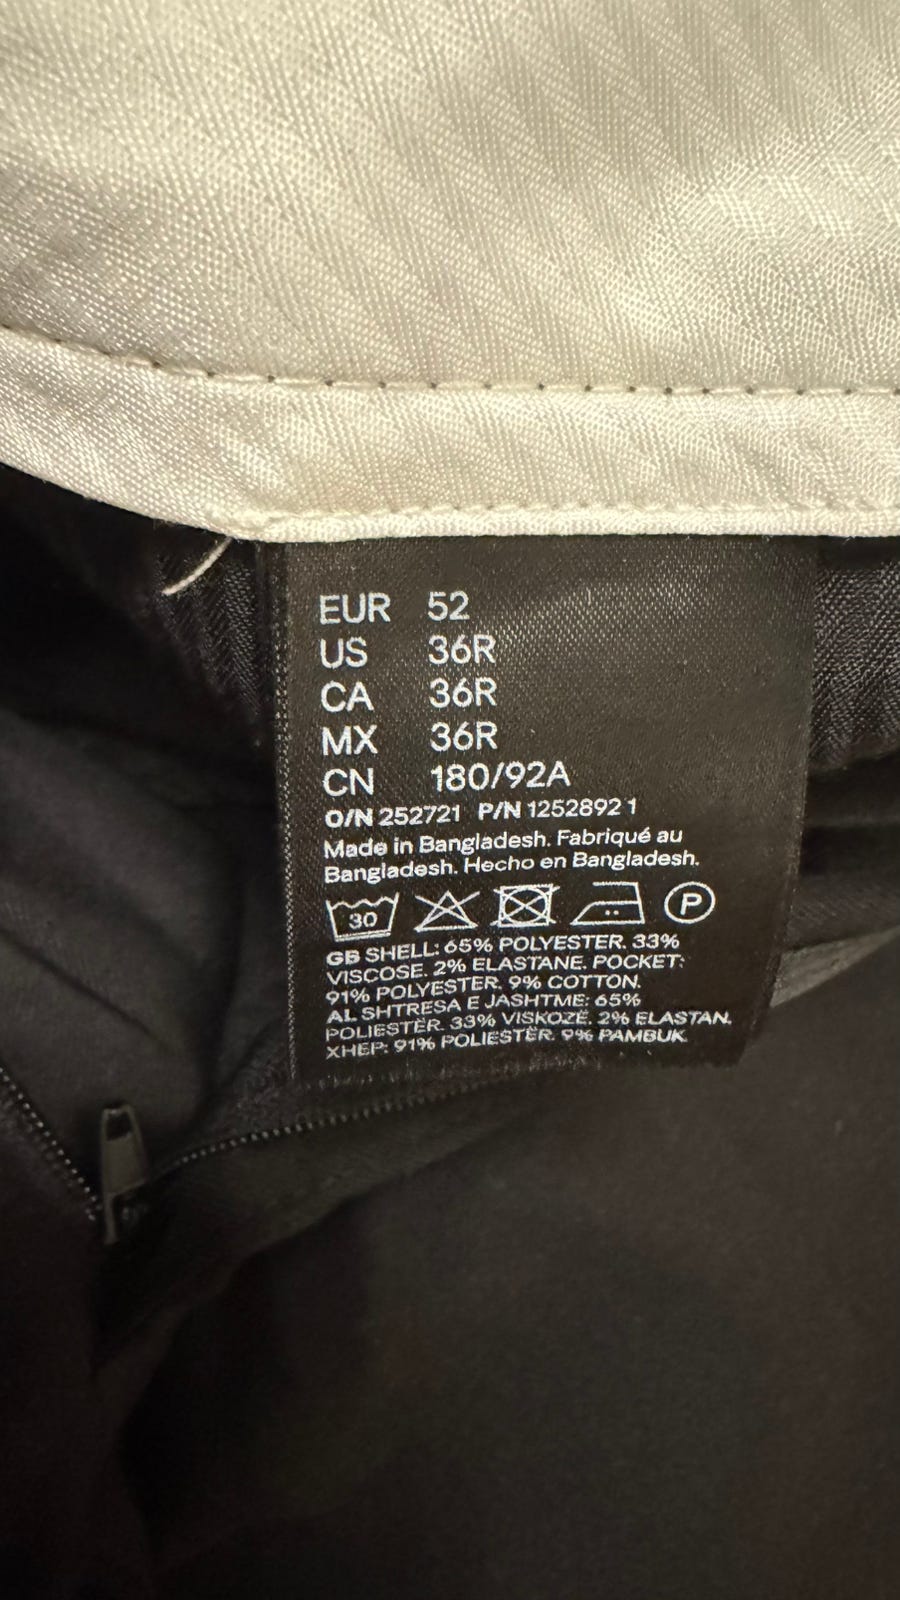 EUR 52
US 36R
CA 36R
MX 36R
CN 180/92A
O/N 252721 P/N 1252892 1
Made in Bangladesh. Fabriqué au
Bangladesh. Hecho en Bangladesh.
30 P
GB SHELL: 65% POLYESTER. 33%
VISCOSE. 2% ELASTANE. POCKET:
91% POLYESTER. 9% COTTON.
AL SHTRESA E JASHTME: 65%
POLIESTËR. 33% VISKOZË. 2% ELASTAN.
XHEP: 91% POLIESTËR. 9% PAMBUK.